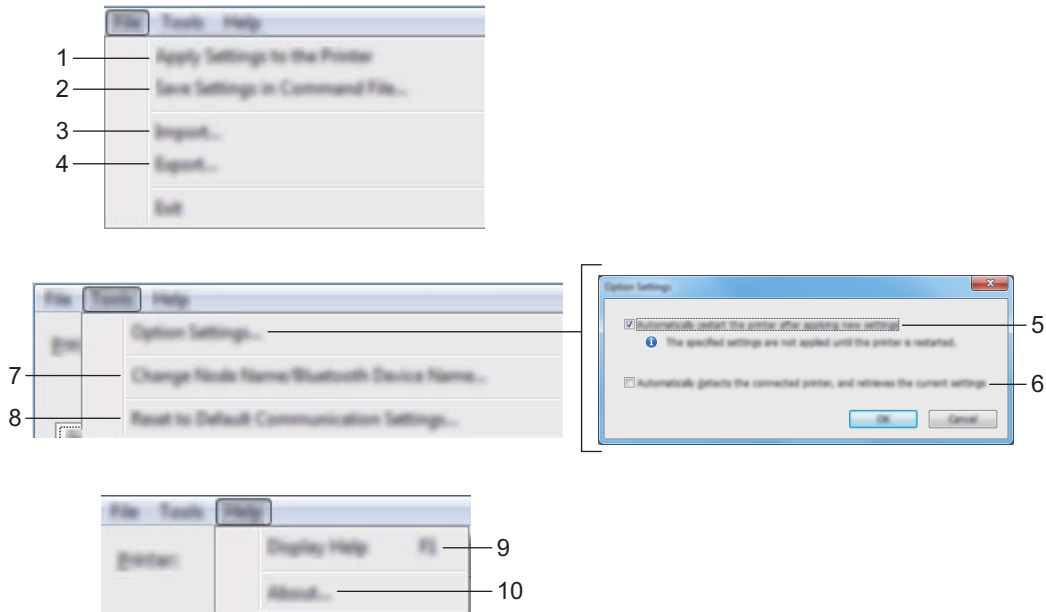 File Tools Help
1 Apply Settings to the Printer
2 Save Settings in Command File...
3 Import...
4 Export...
Exit
File Tools Help
Option Settings...
7 Change Node Name/Bluetooth Device Name...
8 Reset to Default Communication Settings...
Option Settings
Automatically restart the printer after applying new settings 5
The specified settings are not applied until the printer is restarted.
Automatically detects the connected printer, and retrieves the current settings 6
OK Cancel
File Tools Help
Printer:
Display Help F1 9
About... 10